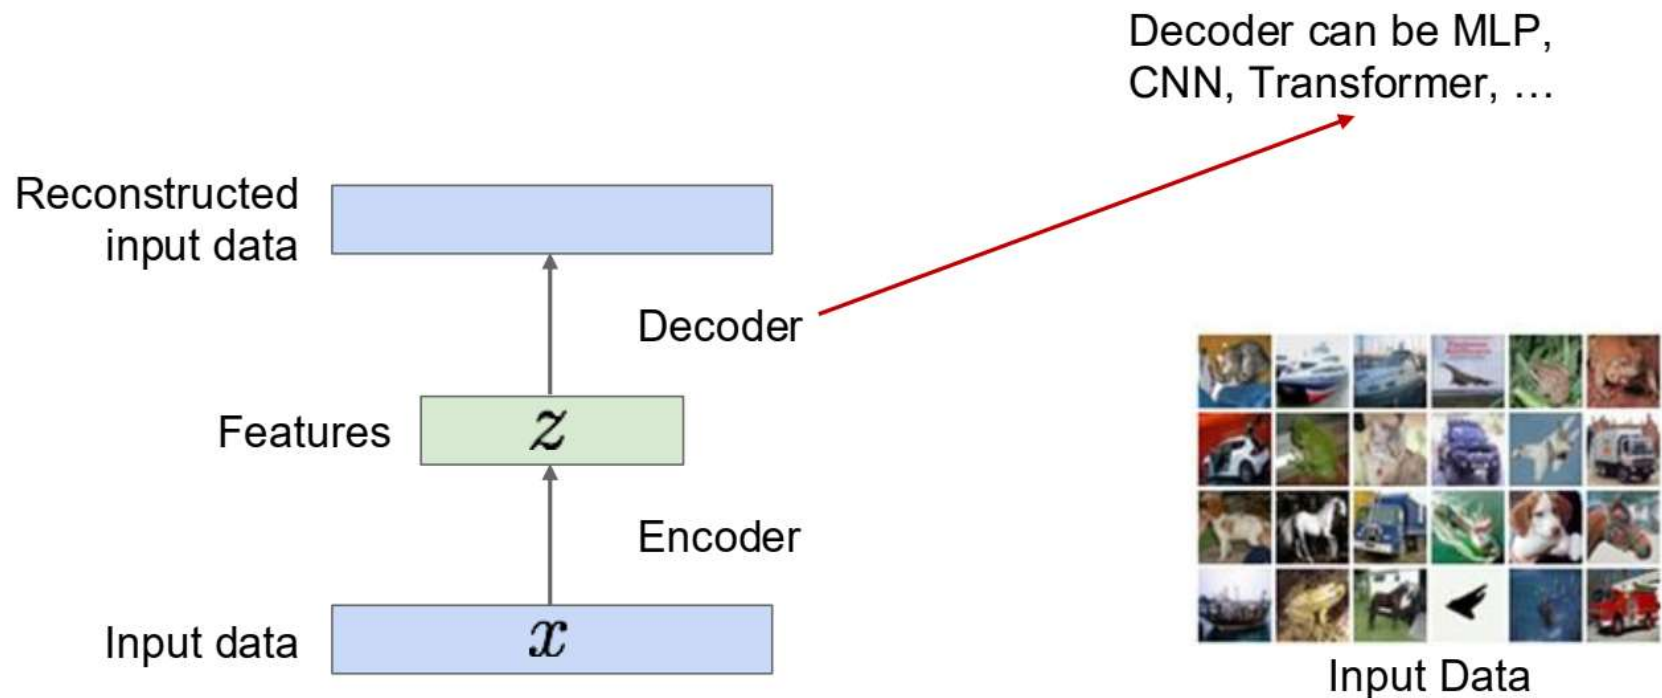 Decoder can be MLP,
CNN, Transformer, …
Reconstructed
input data
Decoder
Features
z
Encoder
Input data
x
Input Data